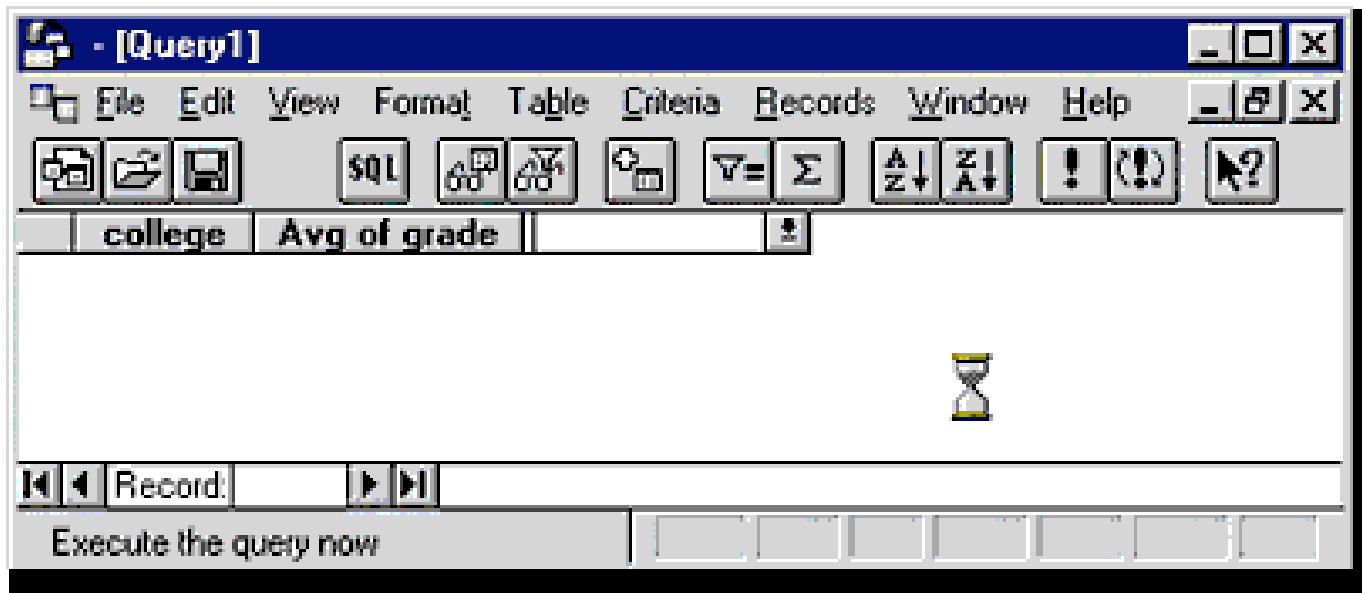 - [Query1]
File Edit View Format Table Criteria Records Window Help
SQL Σ A Z Z A ! (!) ?
college Avg of grade
Record:
Execute the query now